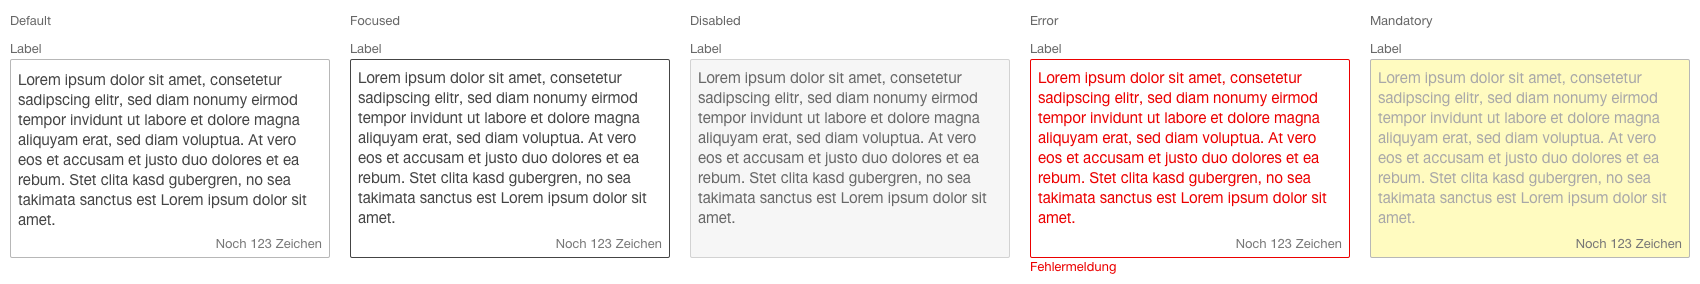 Default
Label
Lorem ipsum dolor sit amet, consetetur
sadipscing elitr, sed diam nonumy eirmod
tempor invidunt ut labore et dolore magna
aliquyam erat, sed diam voluptua. At vero
eos et accusam et justo duo dolores et ea
rebum. Stet clita kasd gubergren, no sea
takimata sanctus est Lorem ipsum dolor sit
amet.
Noch 123 Zeichen
Focused
Label
Lorem ipsum dolor sit amet, consetetur
sadipscing elitr, sed diam nonumy eirmod
tempor invidunt ut labore et dolore magna
aliquyam erat, sed diam voluptua. At vero
eos et accusam et justo duo dolores et ea
rebum. Stet clita kasd gubergren, no sea
takimata sanctus est Lorem ipsum dolor sit
amet.
Noch 123 Zeichen
Disabled
Label
Lorem ipsum dolor sit amet, consetetur
sadipscing elitr, sed diam nonumy eirmod
tempor invidunt ut labore et dolore magna
aliquyam erat, sed diam voluptua. At vero
eos et accusam et justo duo dolores et ea
rebum. Stet clita kasd gubergren, no sea
takimata sanctus est Lorem ipsum dolor sit
amet.
Error
Label
Lorem ipsum dolor sit amet, consetetur
sadipscing elitr, sed diam nonumy eirmod
tempor invidunt ut labore et dolore magna
aliquyam erat, sed diam voluptua. At vero
eos et accusam et justo duo dolores et ea
rebum. Stet clita kasd gubergren, no sea
takimata sanctus est Lorem ipsum dolor sit
amet.
Noch 123 Zeichen
Fehlermeldung
Mandatory
Label
Lorem ipsum dolor sit amet, consetetur
sadipscing elitr, sed diam nonumy eirmod
tempor invidunt ut labore et dolore magna
aliquyam erat, sed diam voluptua. At vero
eos et accusam et justo duo dolores et ea
rebum. Stet clita kasd gubergren, no sea
takimata sanctus est Lorem ipsum dolor sit
amet.
Noch 123 Zeichen